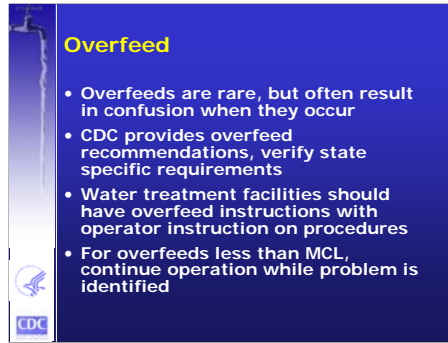 Overfeed
• Overfeeds are rare, but often result
in confusion when they occur
• CDC provides overfeed
recommendations, verify state
specific requirements
• Water treatment facilities should
have overfeed instructions with
operator instruction on procedures
• For overfeeds less than MCL,
continue operation while problem is
identified
CDC